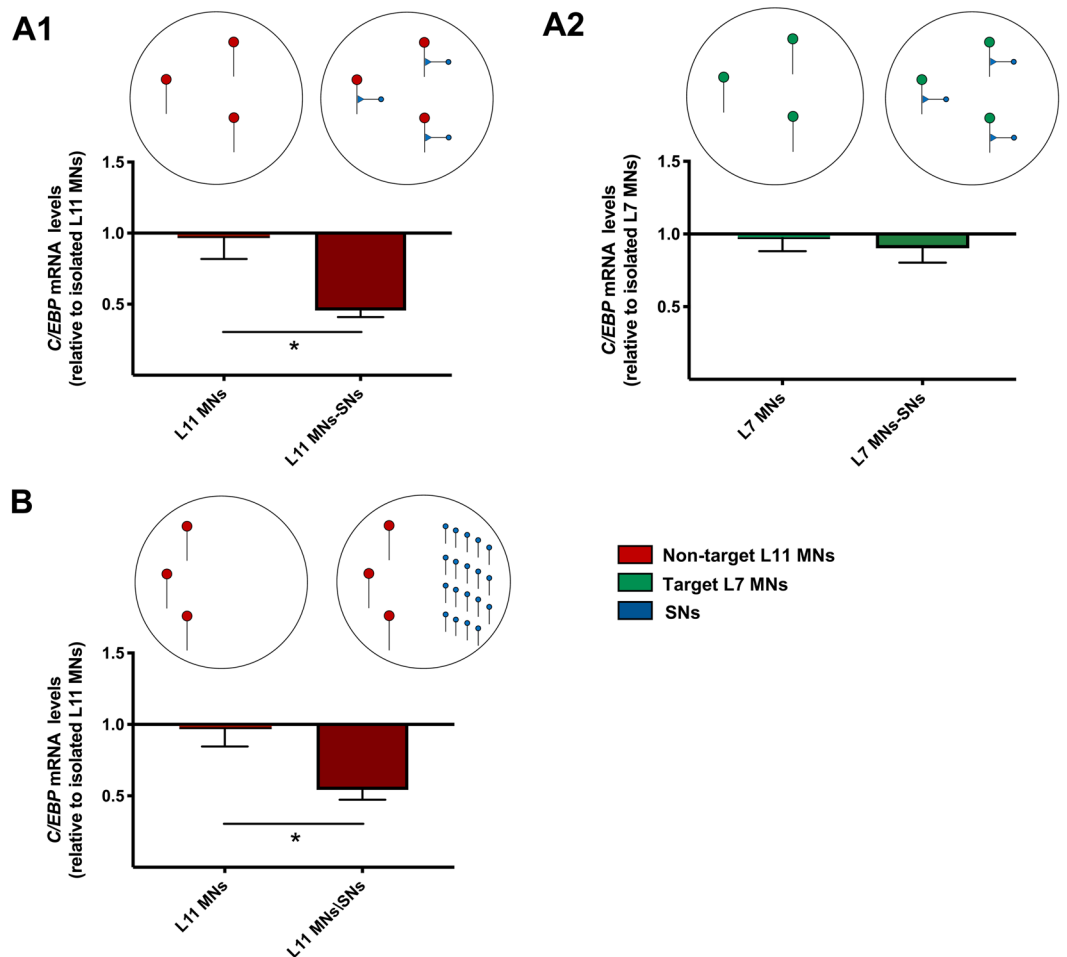 A1
C/EBP mRNA levels
(relative to isolated L11 MNs)
1.5
1.0
0.5
*
L11 MNs
L11 MNs-SNs
A2
C/EBP mRNA levels
(relative to isolated L7 MNs)
1.5
1.0
0.5
L7 MNs
L7 MNs-SNs
B
C/EBP mRNA levels
(relative to isolated L11 MNs)
1.5
1.0
0.5
*
L11 MNs
L11 MNs\SNs
Non-target L11 MNs
Target L7 MNs
SNs